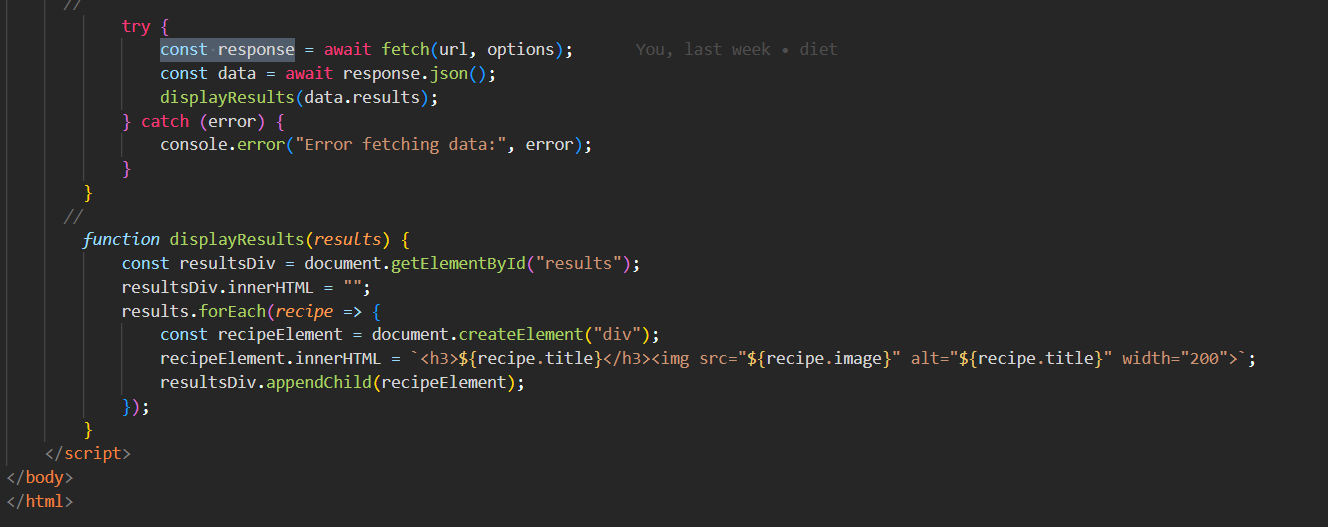 //
try {
const response = await fetch(url, options); You, last week • diet
const data = await response.json();
displayResults(data.results);
} catch (error) {
console.error("Error fetching data:", error);
}
}
//
function displayResults(results) {
const resultsDiv = document.getElementById("results");
resultsDiv.innerHTML = "";
results.forEach(recipe => {
const recipeElement = document.createElement("div");
recipeElement.innerHTML = `<h3>${recipe.title}</h3><img src="${recipe.image}" alt="${recipe.title}" width="200">`;
resultsDiv.appendChild(recipeElement);
});
}
</script>
</body>
</html>